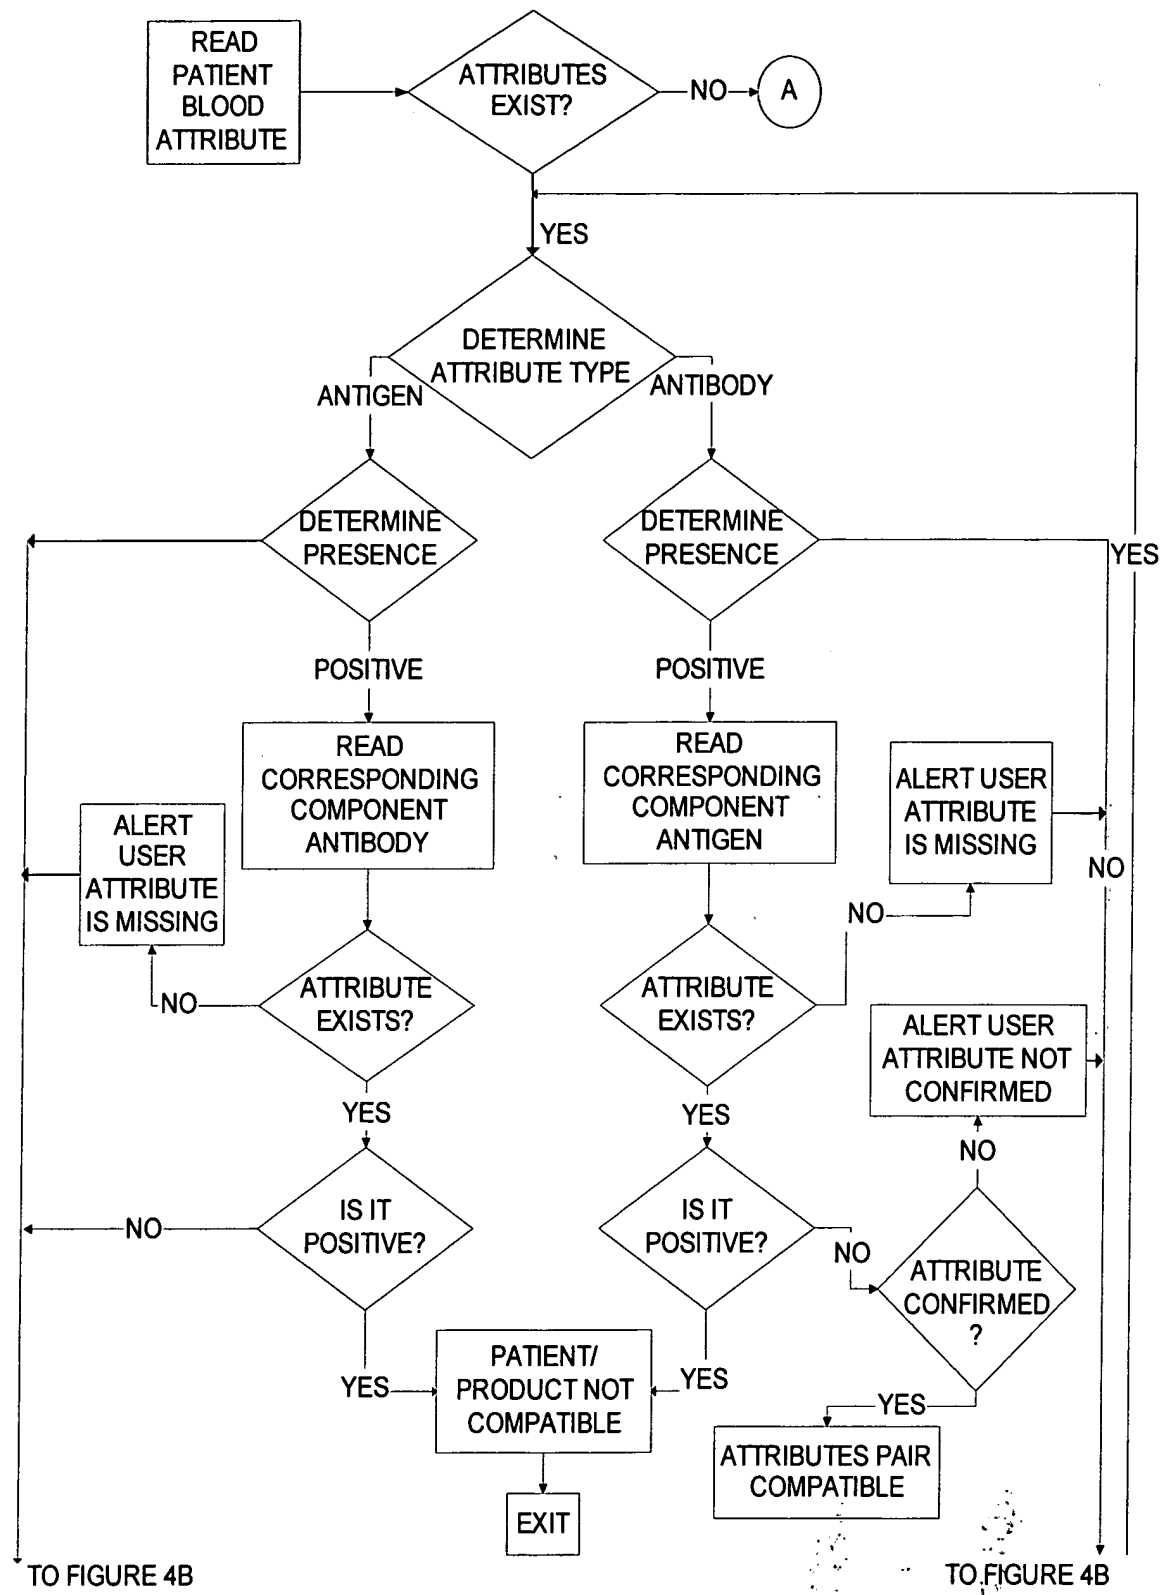 READ
PATIENT
BLOOD
ATTRIBUTE
ATTRIBUTES
EXIST?
NO
A
YES
DETERMINE
ATTRIBUTE TYPE
ANTIGEN
ANTIBODY
DETERMINE
PRESENCE
DETERMINE
PRESENCE
YES
POSITIVE
POSITIVE
READ
CORRESPONDING
COMPONENT
ANTIBODY
READ
CORRESPONDING
COMPONENT
ANTIGEN
ALERT USER
ATTRIBUTE
IS MISSING
ALERT
USER
ATTRIBUTE
IS MISSING
NO
NO
ATTRIBUTE
EXISTS?
NO
ATTRIBUTE
EXISTS?
ALERT USER
ATTRIBUTE NOT
CONFIRMED
YES
YES
NO
IS IT
POSITIVE?
NO
IS IT
POSITIVE?
NO
ATTRIBUTE
CONFIRMED
?
YES
PATIENT/
PRODUCT NOT
COMPATIBLE
YES
YES
ATTRIBUTES PAIR
COMPATIBLE
EXIT
TO FIGURE 4B
TO FIGURE 4B